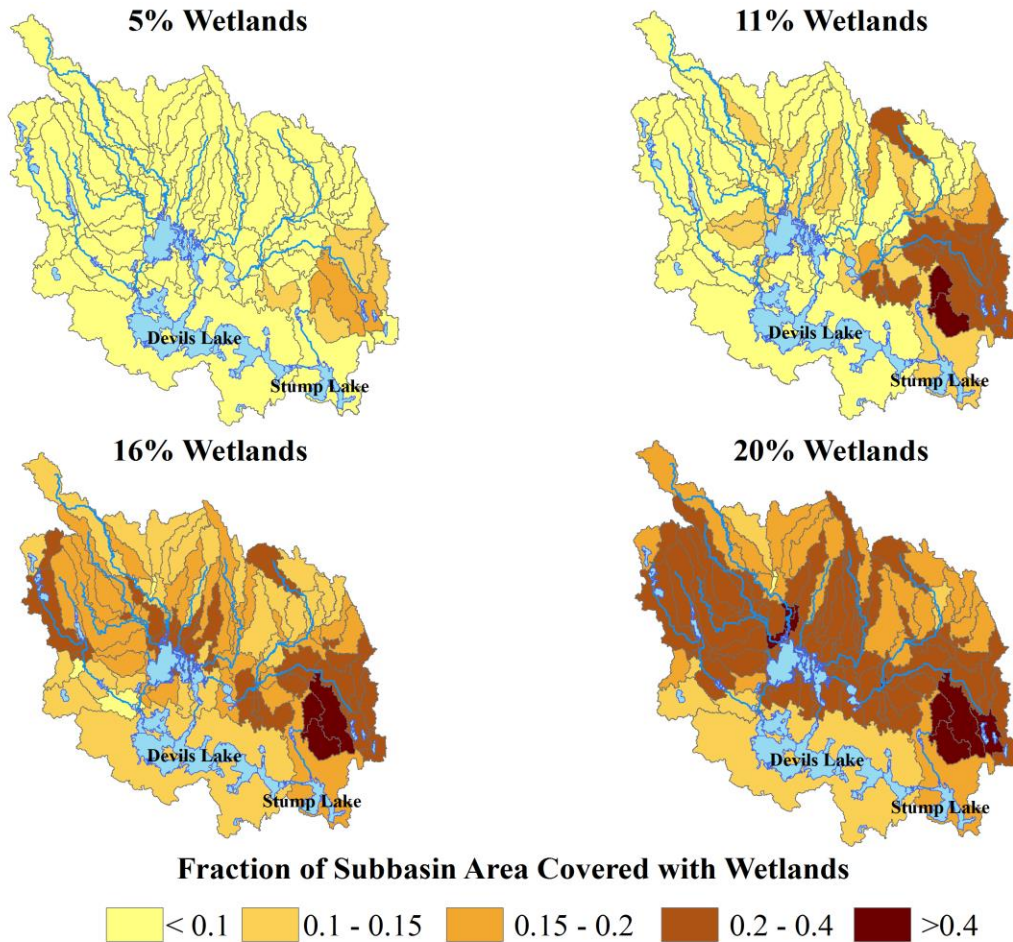 5% Wetlands
11% Wetlands
Devils Lake
Stump Lake
Devils Lake
Stump Lake
16% Wetlands
20% Wetlands
Devils Lake
Stump Lake
Devils Lake
Stump Lake
Fraction of Subbasin Area Covered with Wetlands
< 0.1 0.1 - 0.15 0.15 - 0.2 0.2 - 0.4 >0.4